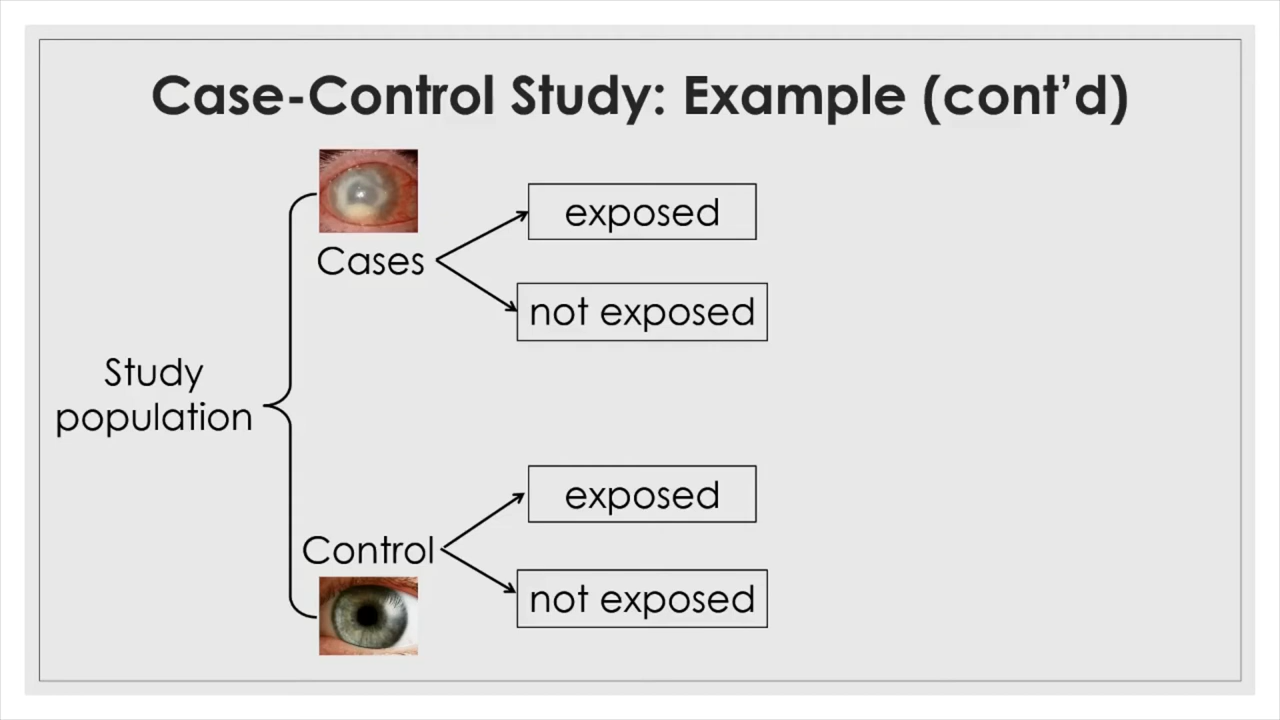 Case-Control Study: Example (cont’d)
Cases
exposed
not exposed
Study
population
Control
exposed
not exposed